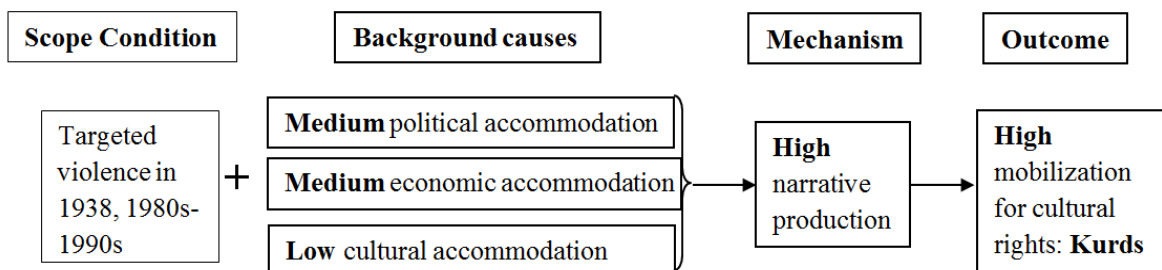 Scope Condition
Background causes
Mechanism
Outcome
Targeted
violence in
1938, 1980s-
1990s
+
Medium political accommodation
Medium economic accommodation
Low cultural accommodation
High
narrative
production
High
mobilization
for cultural
rights: Kurds